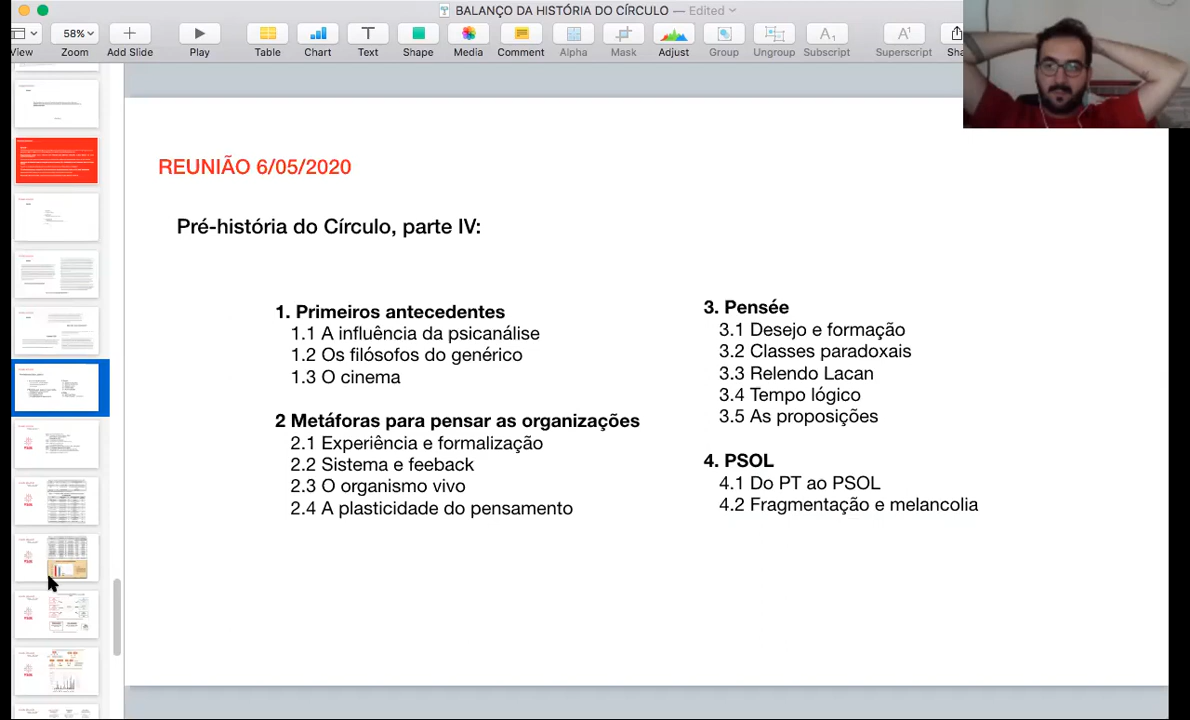 BALANÇO DA HISTÓRIA DO CÍRCULO — Edited
58%
View
Zoom
Add Slide
Play
Table
Chart
Text
Shape
Media
Comment
Alpha
Mask
Adjust
Group
Ungroup
Subscript
Superscript
Sha
REUNIÃO 6/05/2020
Pré-história do Círculo, parte IV:
1. Primeiros antecedentes
1.1 A influência da psicanálise
1.2 Os filósofos do genérico
1.3 O cinema
2 Metáforas para pensar as organizações
2.1 Experiência e formalização
2.2 Sistema e feeback
2.3 O organismo vivo
2.4 A plasticidade do pensamento
3. Pensée
3.1 Desejo e formação
3.2 Classes paradoxais
3.3 Relendo Lacan
3.4 Tempo lógico
3.5 As proposições
4. PSOL
4.1 Do PT ao PSOL
4.2 Fragmentação e melancolia